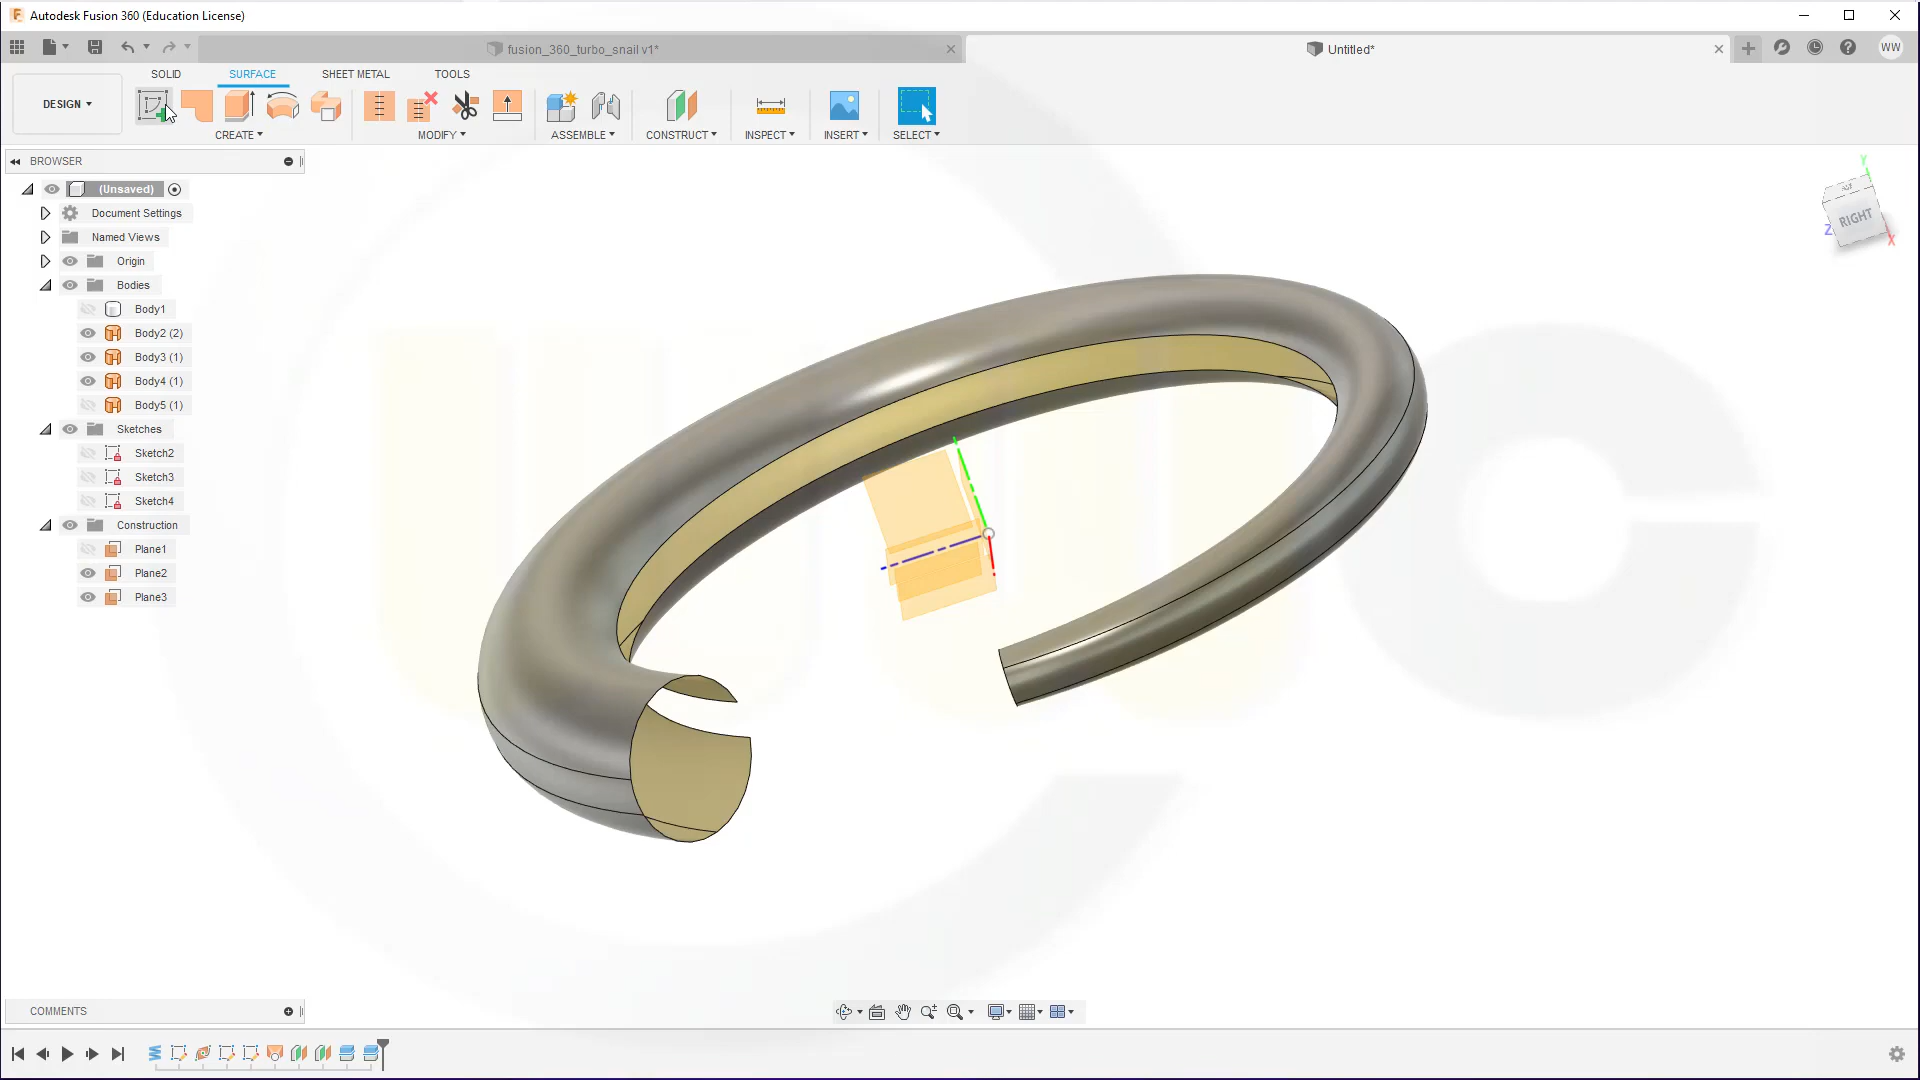 Autodesk Fusion 360 (Education License)
fusion_360_turbo_snail v1*
Untitled*
WW
DESIGN
SOLID
SURFACE
SHEET METAL
TOOLS
CREATE
MODIFY
ASSEMBLE
CONSTRUCT
INSPECT
INSERT
SELECT
BROWSER
(Unsaved)
Document Settings
Named Views
Origin
Bodies
Body1
Body2 (2)
Body3 (1)
Body4 (1)
Body5 (1)
Sketches
Sketch2
Sketch3
Sketch4
Construction
Plane1
Plane2
Plane3
Y
RIGHT
Z
X
COMMENTS